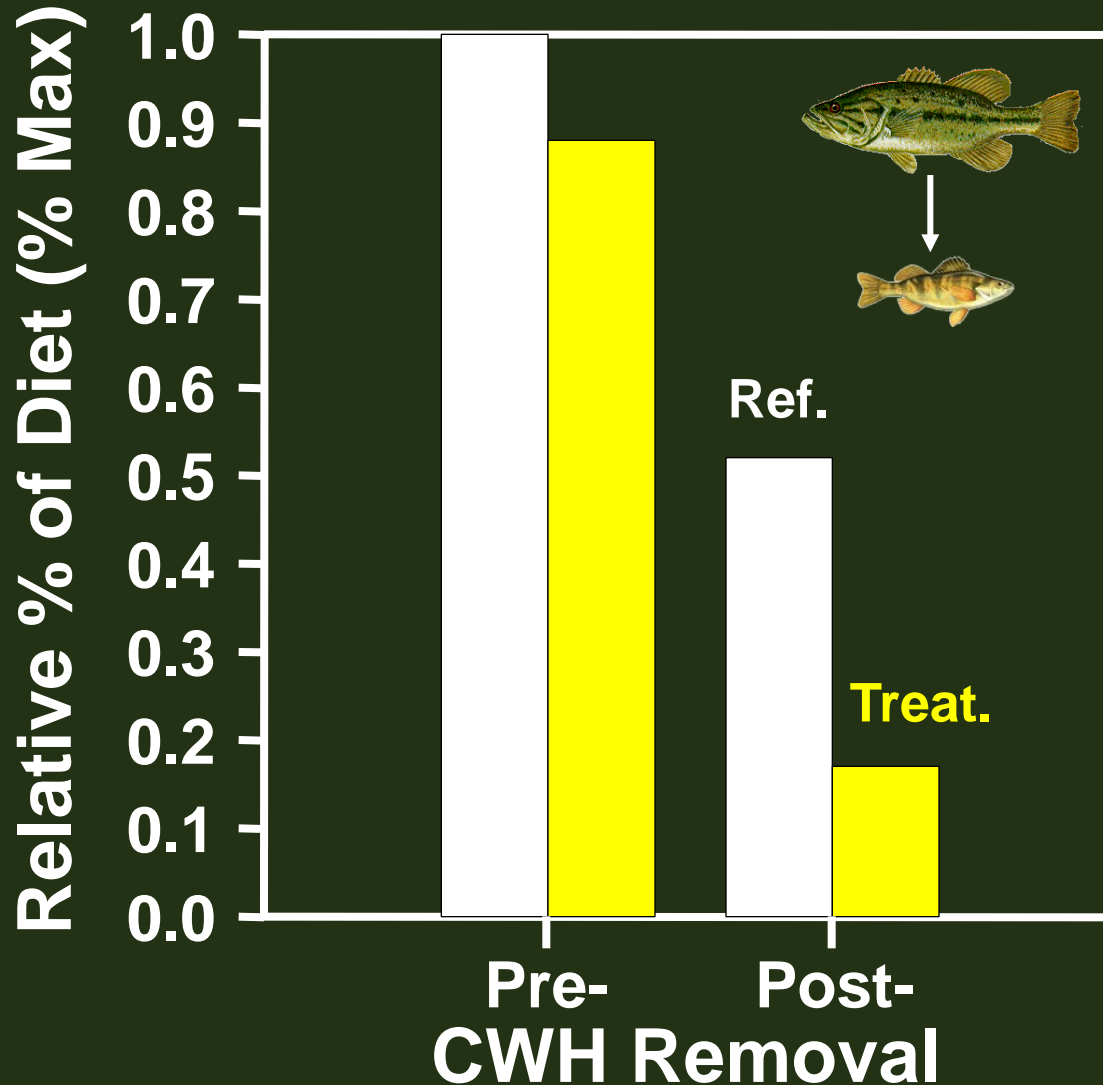 Relative % of Diet (% Max)
1.0
0.9
0.8
0.7
0.6
0.5
0.4
0.3
0.2
0.1
0.0
Ref.
Treat.
Pre- Post-
CWH Removal